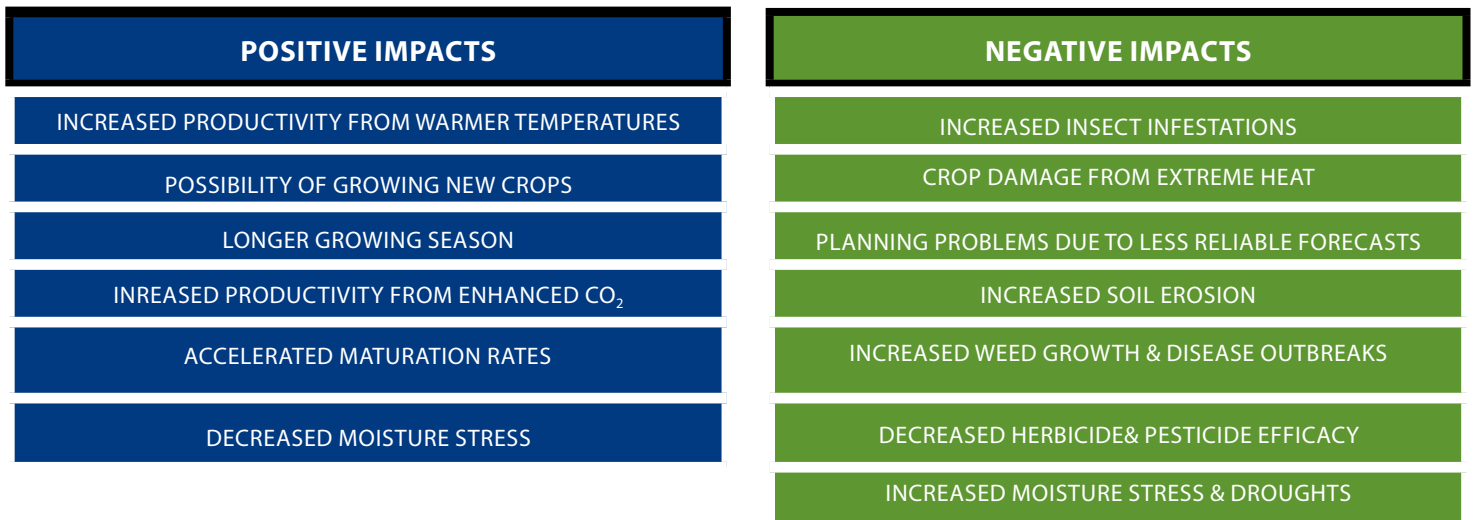 POSITIVE IMPACTS
INCREASED PRODUCTIVITY FROM WARMER TEMPERATURES
POSSIBILITY OF GROWING NEW CROPS
LONGER GROWING SEASON
INREASED PRODUCTIVITY FROM ENHANCED CO₂
ACCELERATED MATURATION RATES
DECREASED MOISTURE STRESS
NEGATIVE IMPACTS
INCREASED INSECT INFESTATIONS
CROP DAMAGE FROM EXTREME HEAT
PLANNING PROBLEMS DUE TO LESS RELIABLE FORECASTS
INCREASED SOIL EROSION
INCREASED WEED GROWTH & DISEASE OUTBREAKS
DECREASED HERBICIDE& PESTICIDE EFFICACY
INCREASED MOISTURE STRESS & DROUGHTS